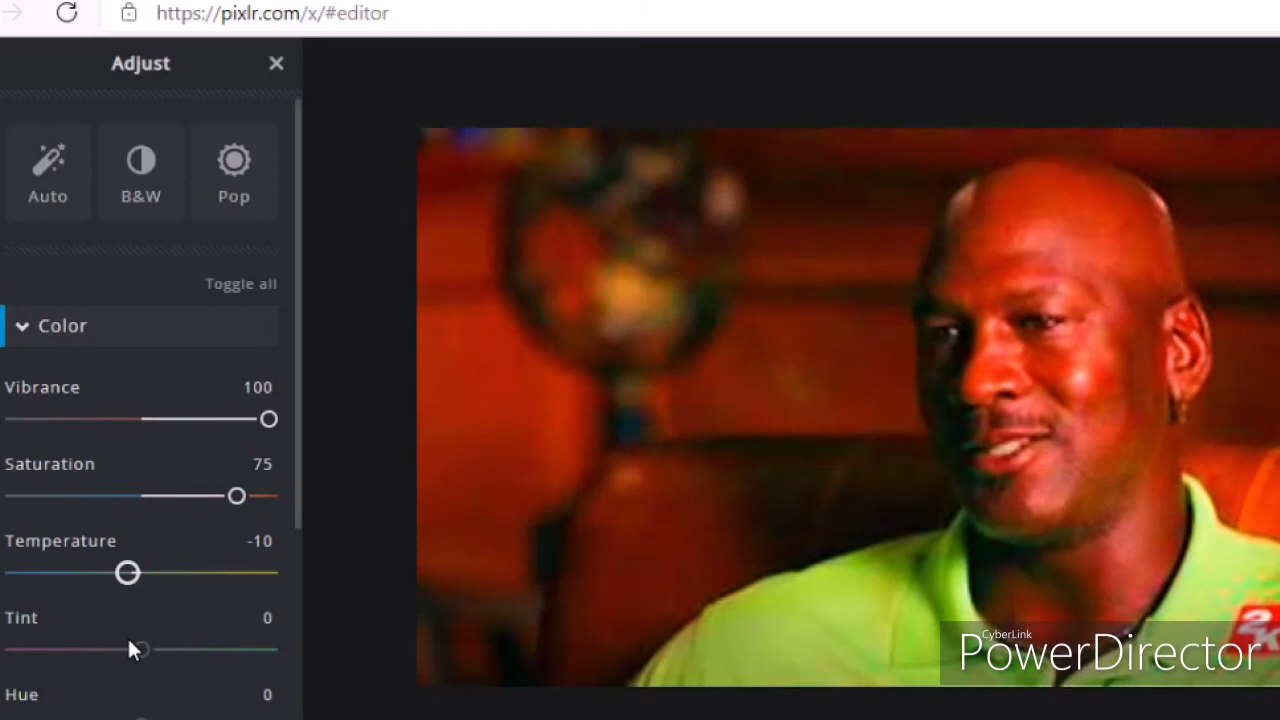 https://pixlr.com/x/#editor
Adjust
Auto
B&W
Pop
Toggle all
Color
Vibrance 100
Saturation 75
Temperature -10
Tint 0
Hue 0
2K
CyberLink
PowerDirector